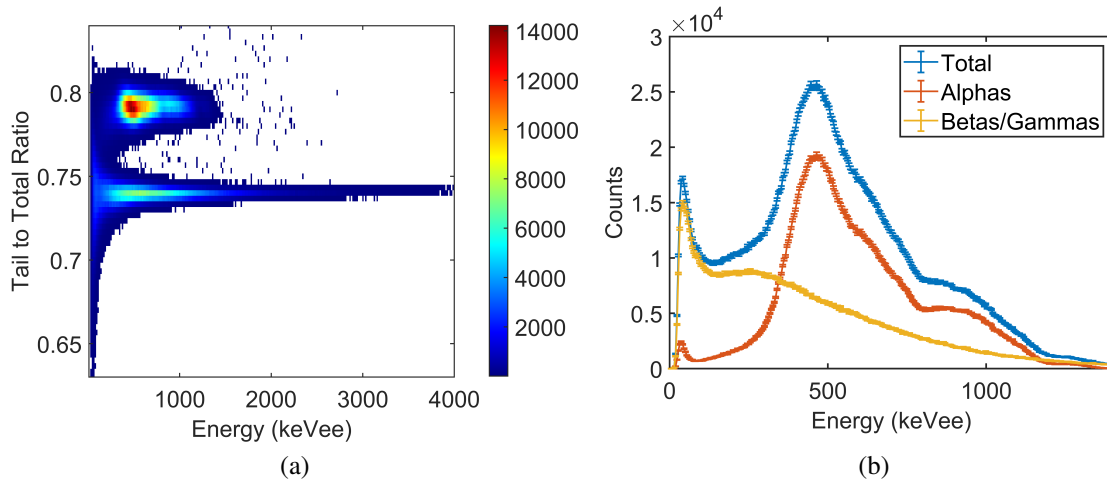 14000
12000
10000
8000
6000
4000
2000
0.8
0.75
0.7
0.65
Tail to Total Ratio
1000 2000 3000 4000
Energy (keVee)
(a)
×10⁴
3
2.5
2
1.5
1
0.5
0
Counts
Total
Alphas
Betas/Gammas
0 500 1000
Energy (keVee)
(b)